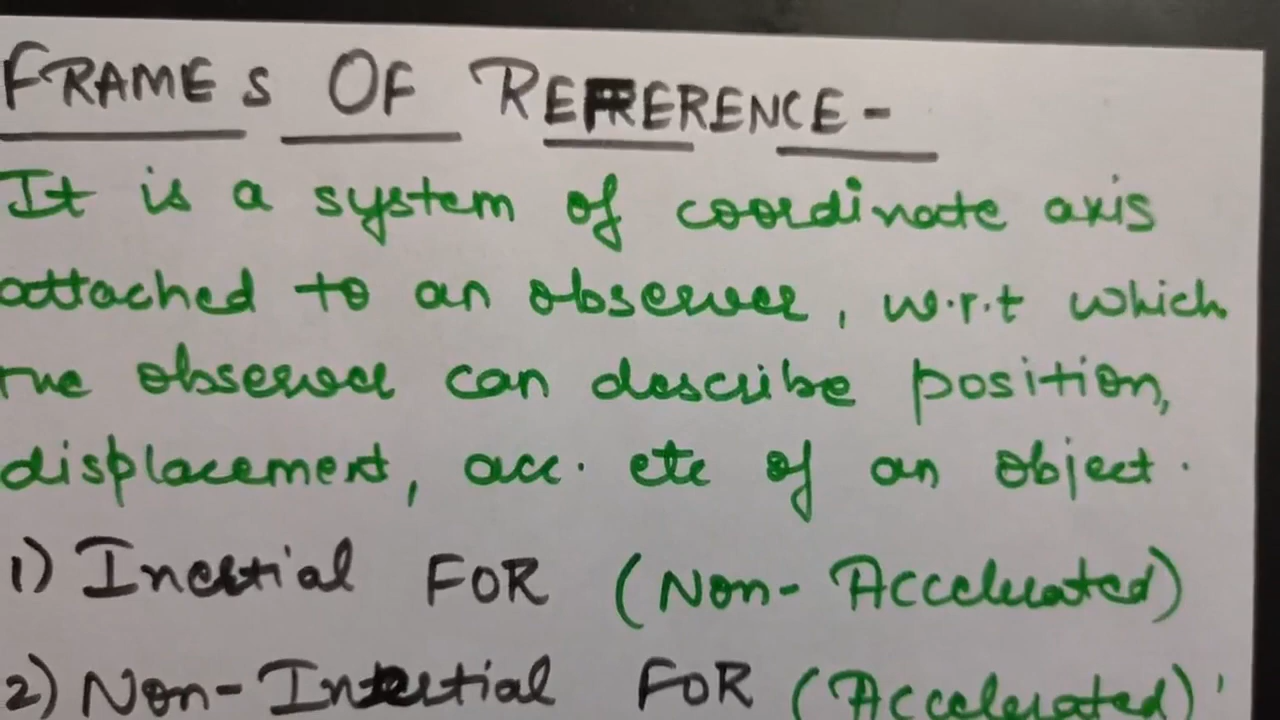 FRAMES OF REFERENCE -
It is a system of coordinate axis
attached to an observer, w.r.t which
the observer can describe position,
displacement, acc. etc of an object.
1) Inertial FOR (Non-Accelerated)
2) Non-Inertial FOR (Accelerated)